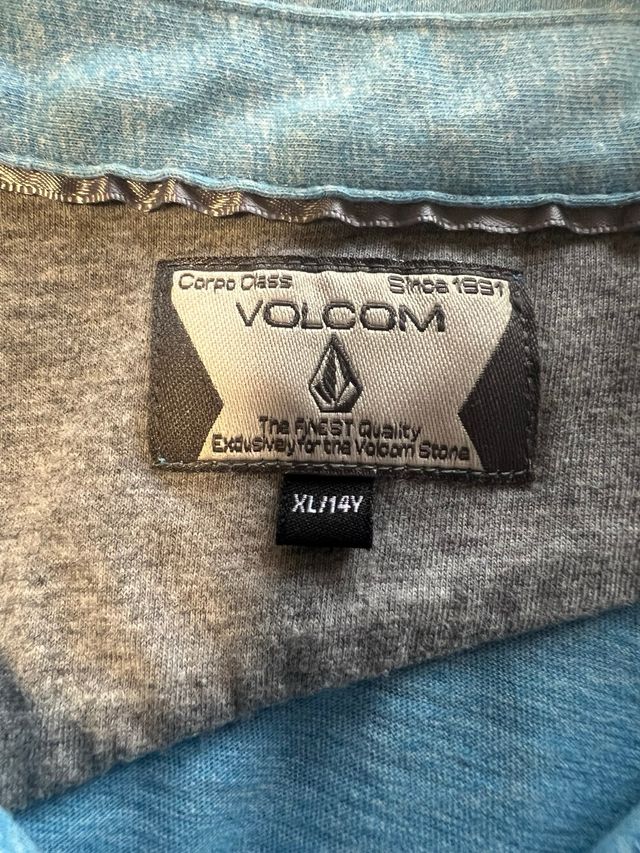 Corpo Class Since 1991
VOLCOM
The FINEST Quality
Exclusively for the Volcom Stone
XL/14Y